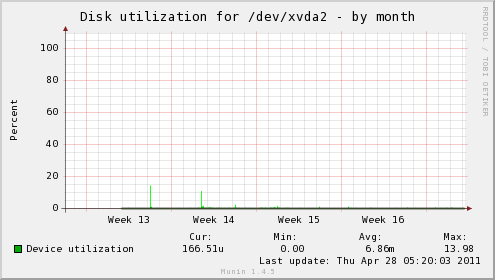 Disk utilization for /dev/xvda2 - by month
RRDTOOL / TOBI OETIKER
Percent
100
80
60
40
20
0
Week 13 Week 14 Week 15 Week 16
Cur: Min: Avg: Max:
Device utilization 166.51u 0.00 6.86m 13.98
Last update: Thu Apr 28 05:20:03 2011
Munin 1.4.5